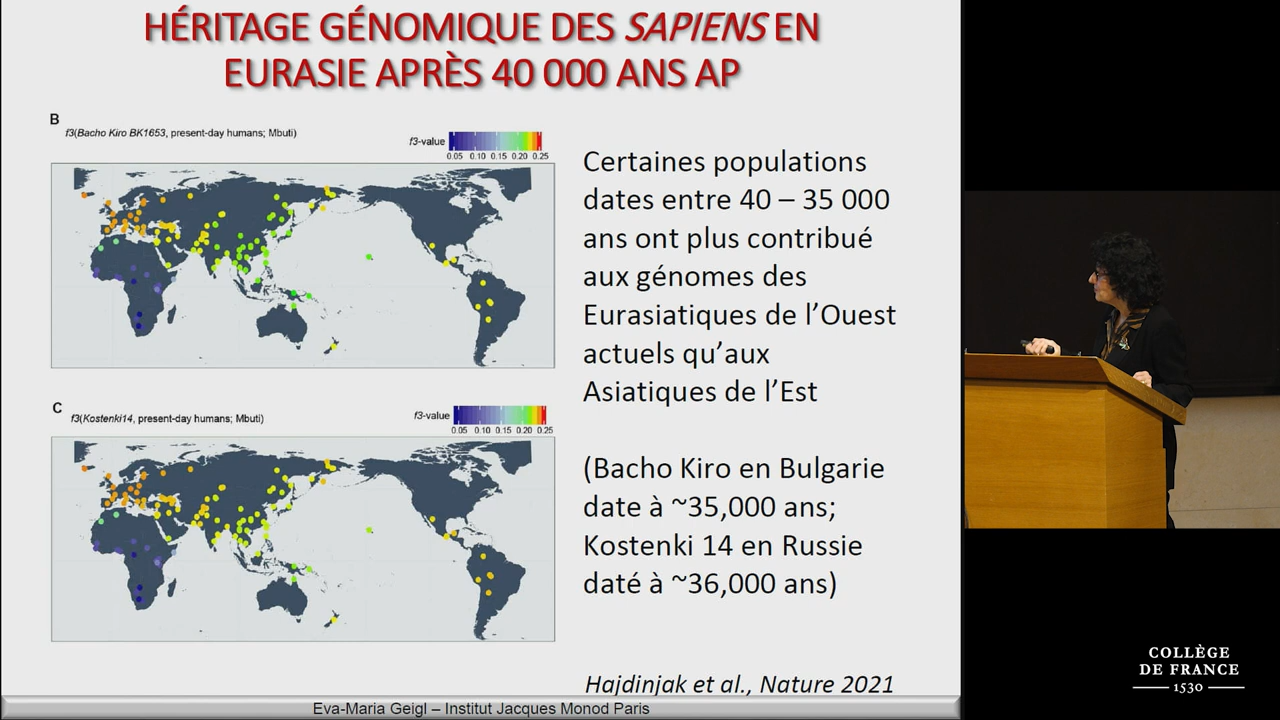 HÉRITAGE GÉNOMIQUE DES SAPIENS EN
EURASIE APRÈS 40 000 ANS AP
B
f3(Bacho Kiro BK1653, present-day humans; Mbuti)
f3-value
0.05 0.10 0.15 0.20 0.25
Certaines populations
dates entre 40 – 35 000
ans ont plus contribué
aux génomes des
Eurasiatiques de l’Ouest
actuels qu’aux
Asiatiques de l’Est
C
f3(Kostenki14, present-day humans; Mbuti)
f3-value
0.05 0.10 0.15 0.20 0.25
(Bacho Kiro en Bulgarie
date à ~35,000 ans;
Kostenki 14 en Russie
daté à ~36,000 ans)
Hajdinjak et al., Nature 2021
Eva-Maria Geigl – Institut Jacques Monod Paris
COLLÈGE
DE FRANCE
1530